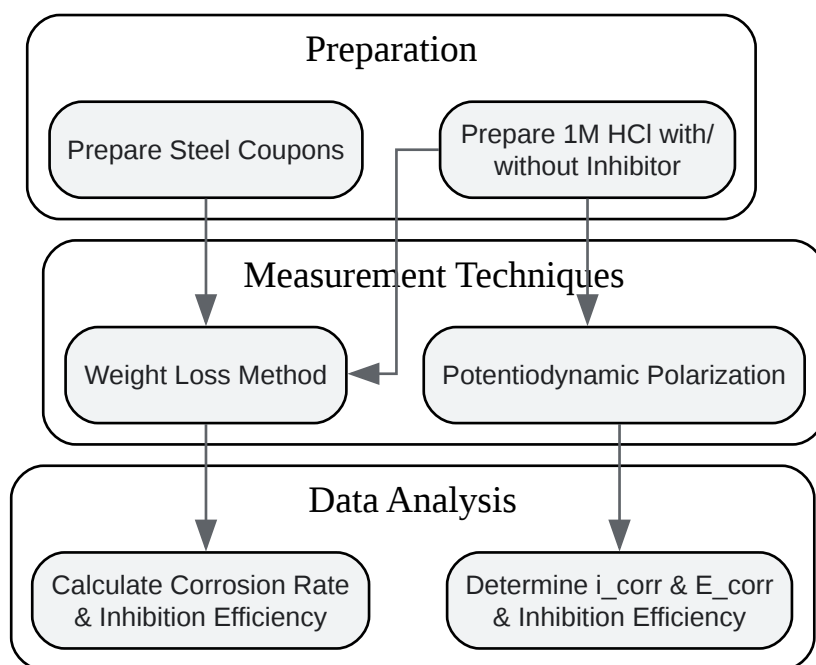 Preparation
Prepare Steel Coupons
Prepare 1M HCl with/
without Inhibitor
Measurement Techniques
Weight Loss Method
Potentiodynamic Polarization
Data Analysis
Calculate Corrosion Rate
& Inhibition Efficiency
Determine i_corr & E_corr
& Inhibition Efficiency